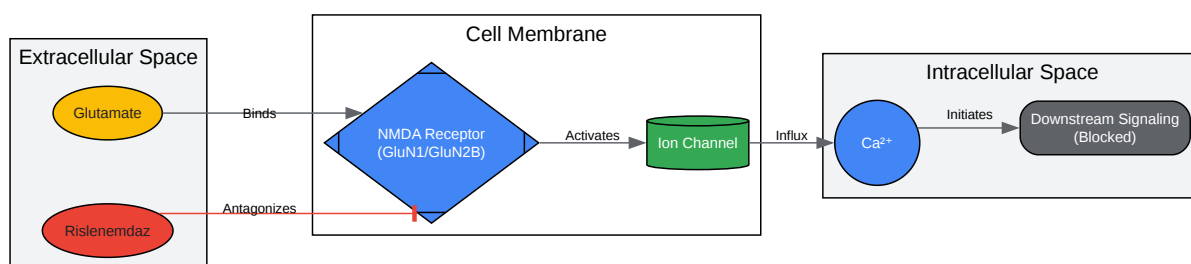 Extracellular Space
Glutamate
Rislenemdaz
Binds
Antagonizes
Cell Membrane
NMDA Receptor
(GluN1/GluN2B)
Activates
Ion Channel
Influx
Intracellular Space
Ca²⁺
Initiates
Downstream Signaling
(Blocked)